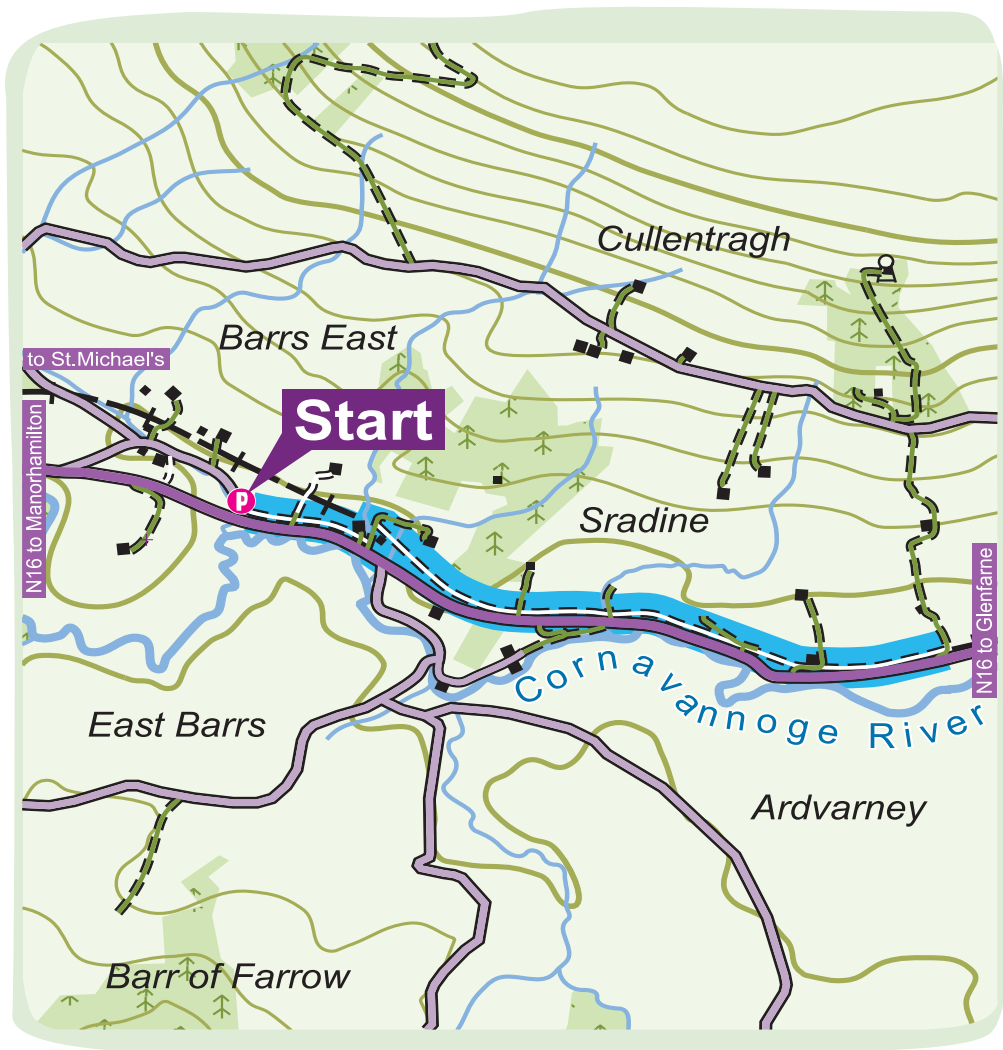 Cullentragh
Barrs East
to St.Michael's
Start
N16 to Manorhamilton
P
Sradine
N16 to Glenfarne
Cornavannoge River
East Barrs
Ardvarney
Barr of Farrow